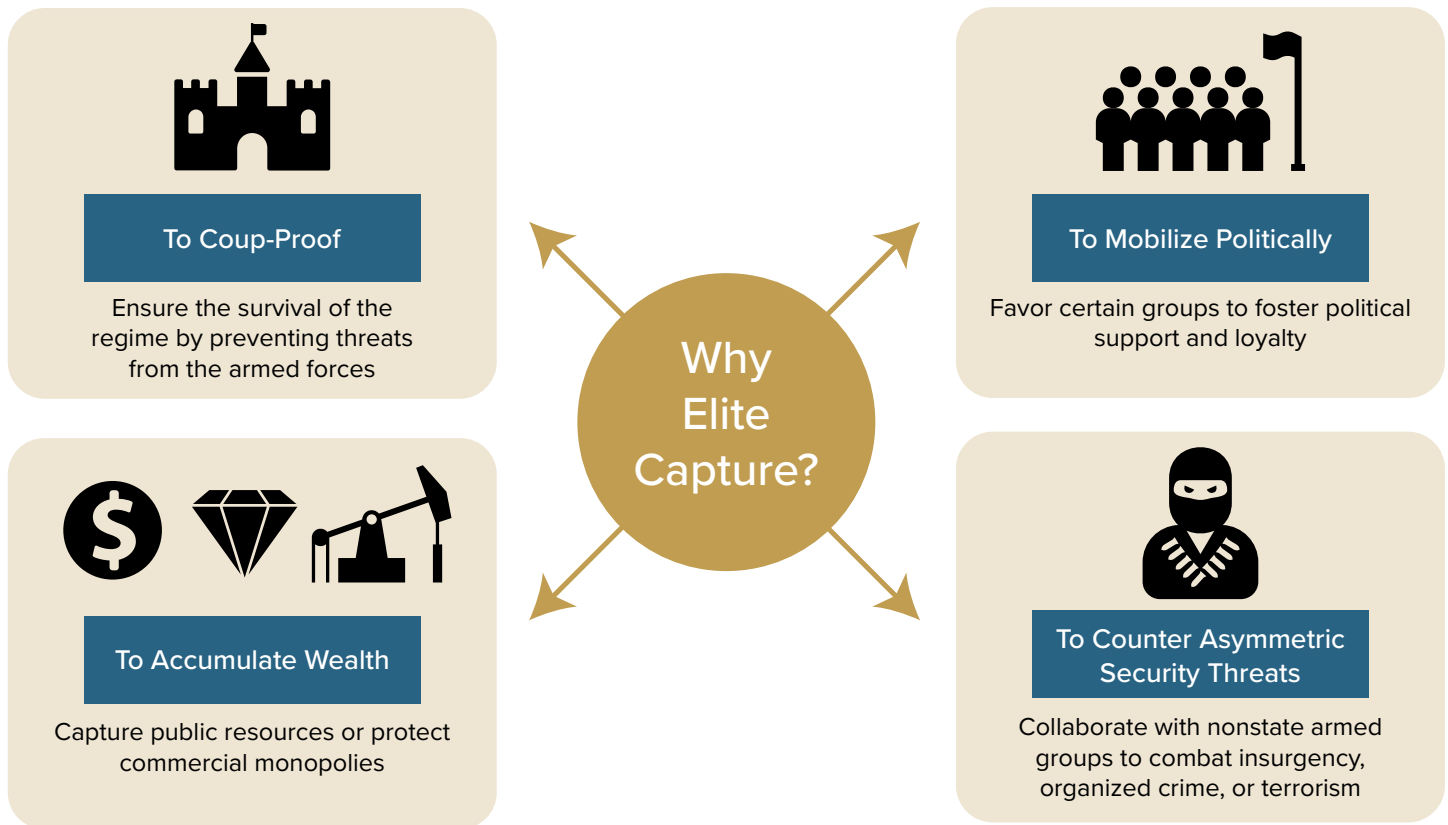 To Coup-Proof
Ensure the survival of the
regime by preventing threats
from the armed forces
To Mobilize Politically
Favor certain groups to foster political
support and loyalty
Why
Elite
Capture?
$
To Accumulate Wealth
Capture public resources or protect
commercial monopolies
To Counter Asymmetric
Security Threats
Collaborate with nonstate armed
groups to combat insurgency,
organized crime, or terrorism